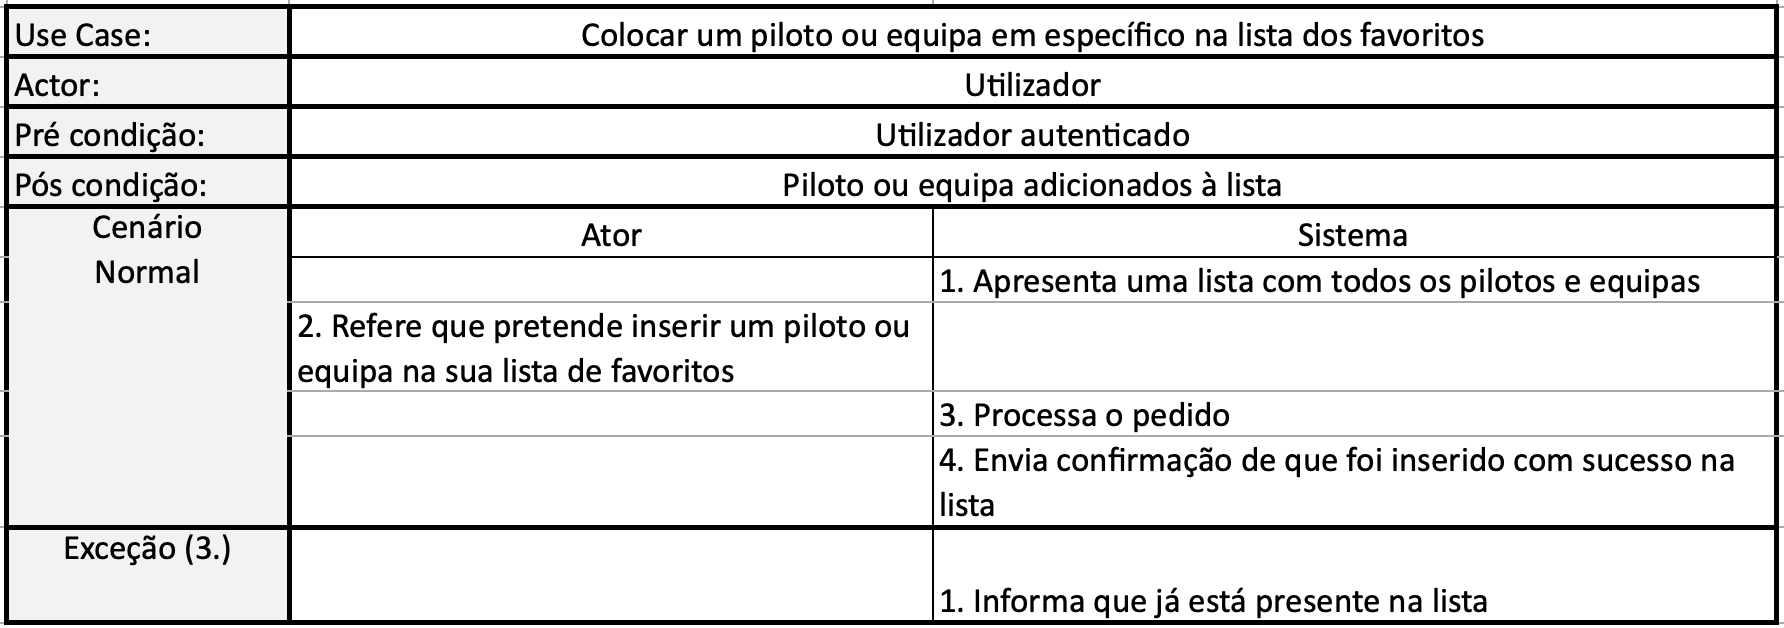 Use Case:
Colocar um piloto ou equipa em específico na lista dos favoritos
Actor:
Utilizador
Pré condição:
Utilizador autenticado
Pós condição:
Piloto ou equipa adicionados à lista
Cenário
Normal
Ator
Sistema
1. Apresenta uma lista com todos os pilotos e equipas
2. Refere que pretende inserir um piloto ou
equipa na sua lista de favoritos
3. Processa o pedido
4. Envia confirmação de que foi inserido com sucesso na
lista
Exceção (3.)
1. Informa que já está presente na lista